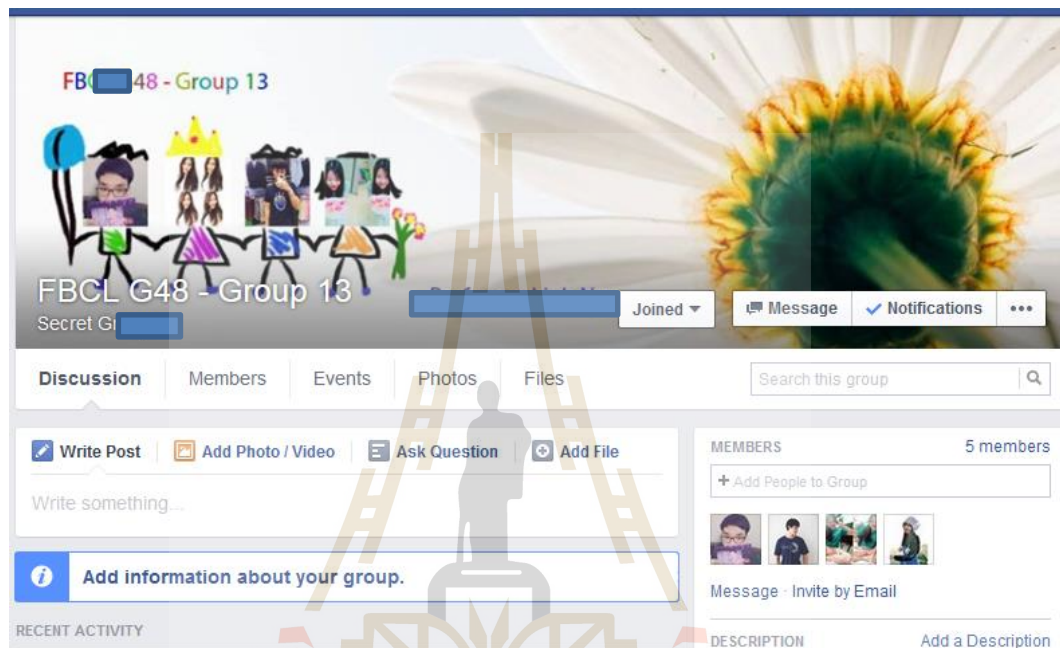 FB 48 - Group 13
FBCL G48 - Group 13
Secret Gr
Joined
Message
Notifications
Discussion
Members
Events
Photos
Files
Search this group
Write Post
Add Photo / Video
Ask Question
Add File
Write something...
Add information about your group.
RECENT ACTIVITY
MEMBERS
5 members
+ Add People to Group
Message · Invite by Email
DESCRIPTION
Add a Description